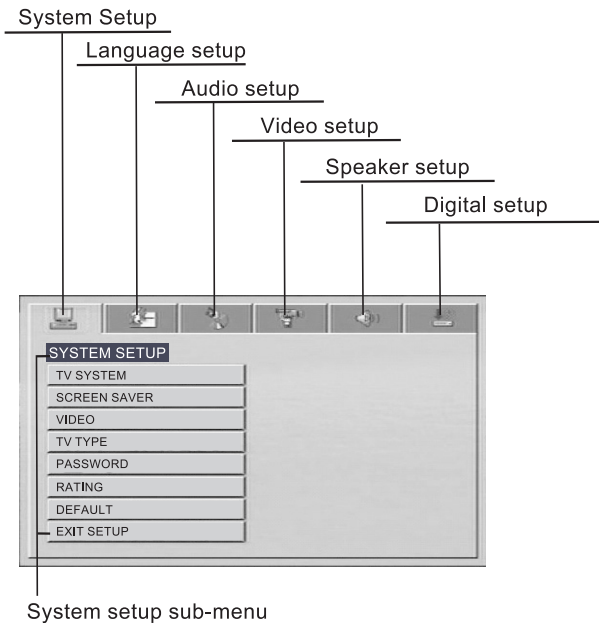 System Setup
Language setup
Audio setup
Video setup
Speaker setup
Digital setup
SYSTEM SETUP
TV SYSTEM
SCREEN SAVER
VIDEO
TV TYPE
PASSWORD
RATING
DEFAULT
EXIT SETUP
System setup sub-menu